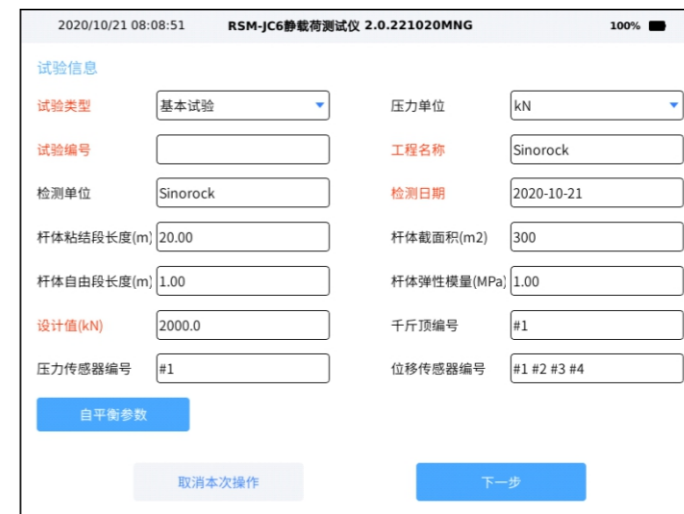 2020/10/21 08:08:51 RSM-JC6静载荷测试仪 2.0.221020MNG 100%
试验信息
试验类型 基本试验 压力单位 kN
试验编号 工程名称 Sinorock
检测单位 Sinorock 检测日期 2020-10-21
杆体粘结段长度(m) 20.00 杆体截面积(m2) 300
杆体自由段长度(m) 1.00 杆体弹性模量(MPa) 1.00
设计值(kN) 2000.0 千斤顶编号 #1
压力传感器编号 #1 位移传感器编号 #1 #2 #3 #4
自平衡参数
取消本次操作 下一步